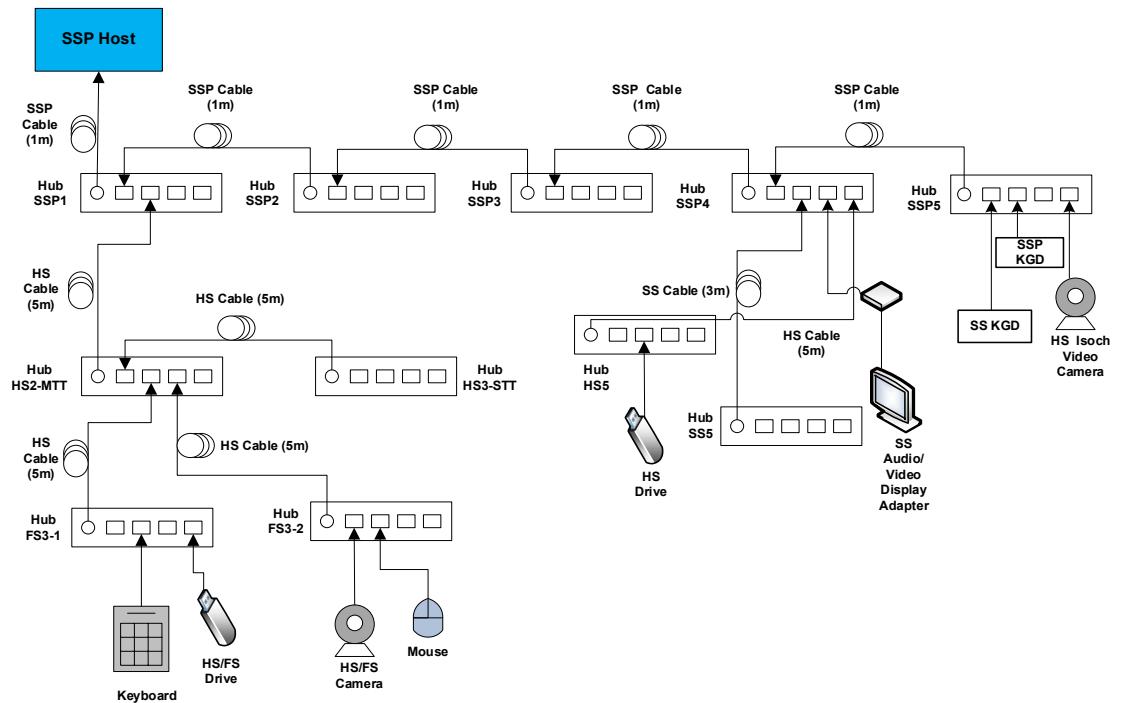 SSP Host
SSP
Cable
(1m)
SSP Cable
(1m)
SSP Cable
(1m)
SSP Cable
(1m)
SSP Cable
(1m)
Hub
SSP1
Hub
SSP2
Hub
SSP3
Hub
SSP4
Hub
SSP5
SSP
KGD
SS KGD
HS Isoch
Video
Camera
HS
Cable
(5m)
HS Cable (5m)
SS Cable (3m)
HS Cable
(5m)
Hub
HS2-MTT
Hub
HS3-STT
Hub
HS5
Hub
SS5
HS
Drive
SS
Audio/
Video
Display
Adapter
HS
Cable
(5m)
HS Cable (5m)
Hub
FS3-1
Hub
FS3-2
Keyboard
HS/FS
Drive
HS/FS
Camera
Mouse